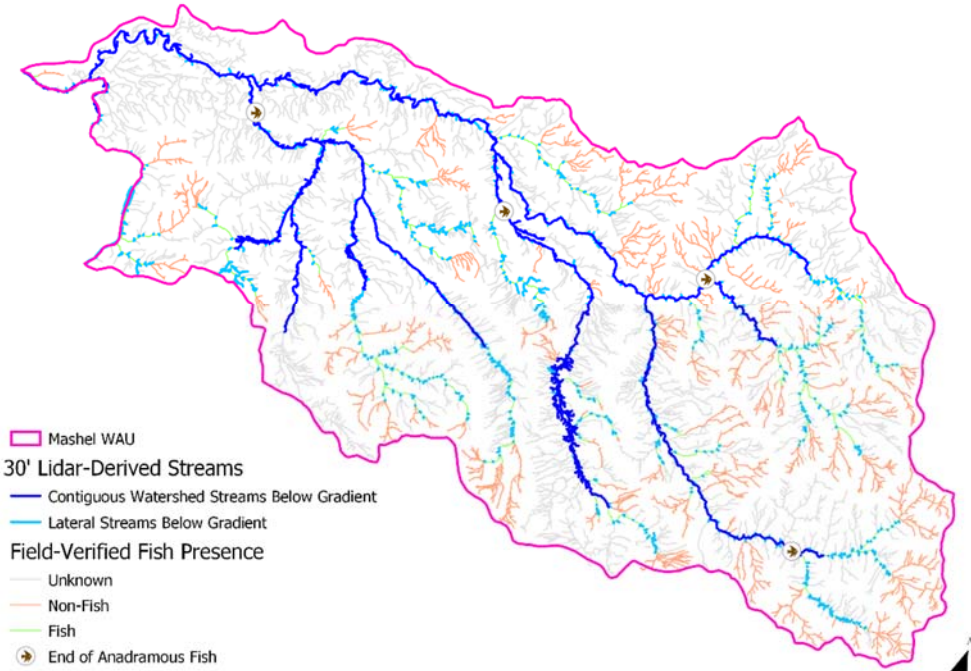 Mashel WAU
30' Lidar-Derived Streams
Contiguous Watershed Streams Below Gradient
Lateral Streams Below Gradient
Field-Verified Fish Presence
Unknown
Non-Fish
Fish
End of Anadramous Fish